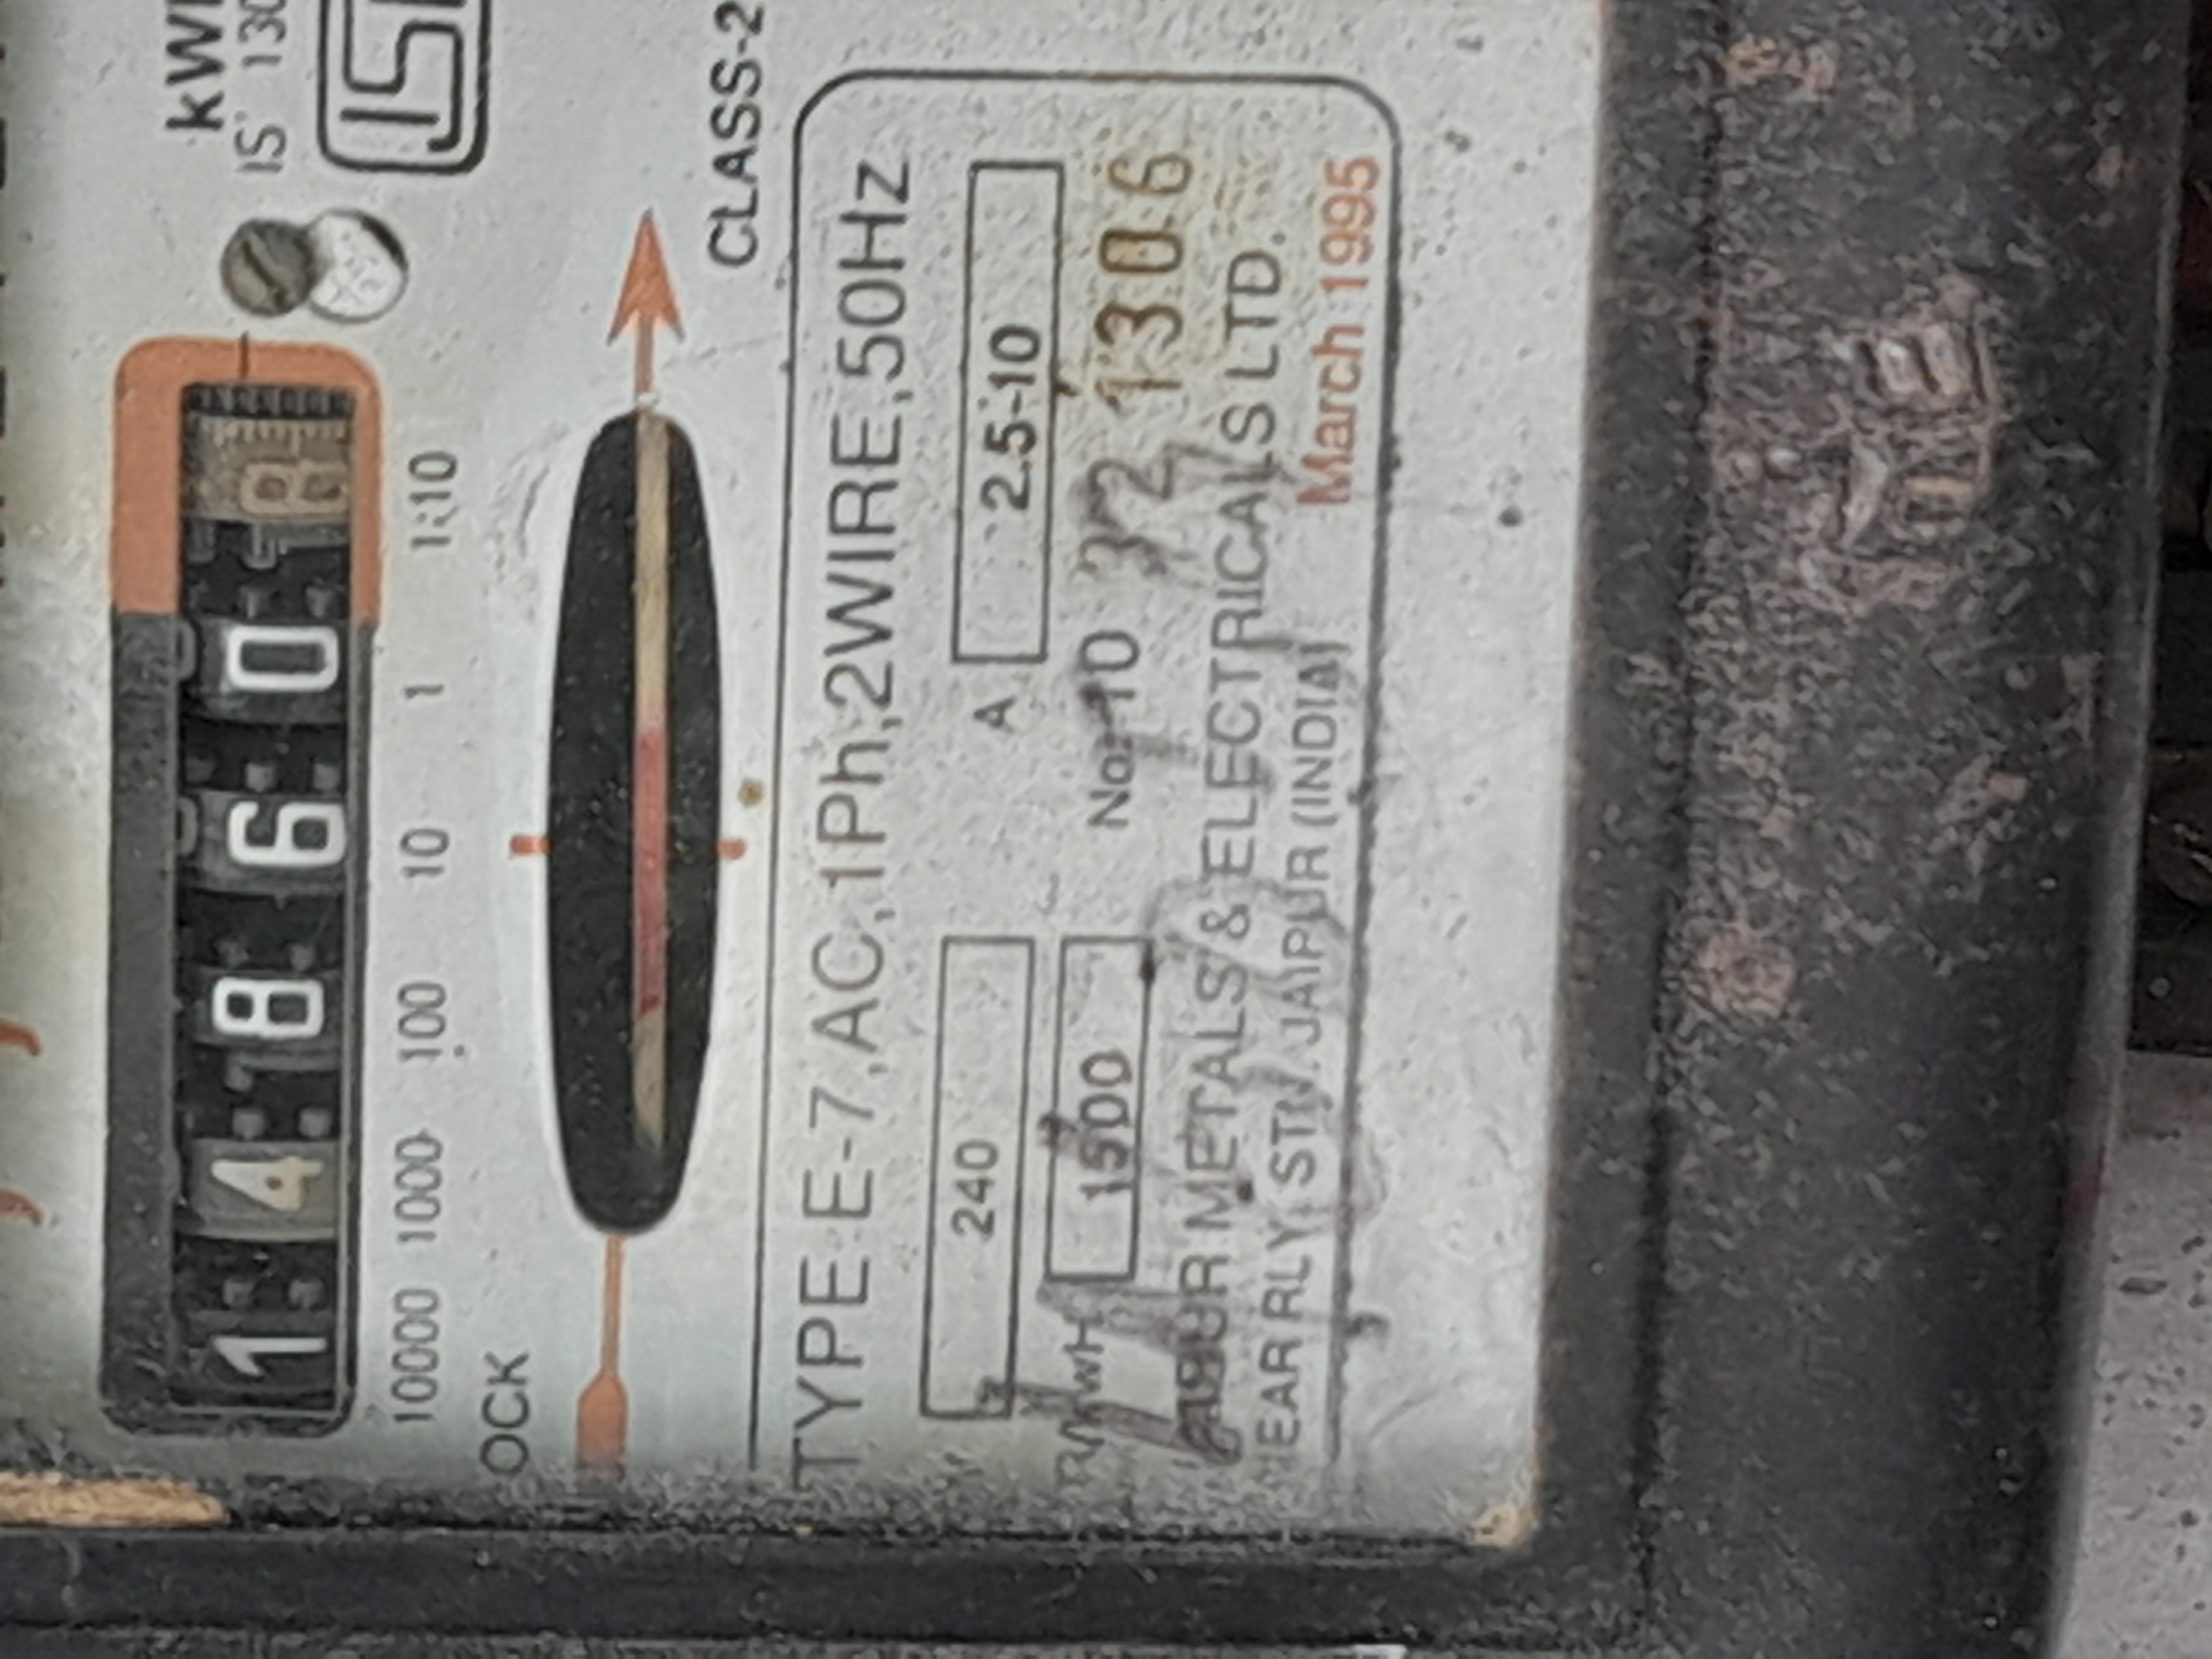 IS 130
CLASS-2
1 4 8 6 0 8
10000 1000 100 10 1 1:10
OCK
TYPE E-7, AC, 1Ph, 2WIRE, 50Hz
240 A 2.5-10
R/kwH 1500 No. 10 32 1306
METALS & ELECTRICALS LTD.
RLY STN. JAIPUR (INDIA) March 1995